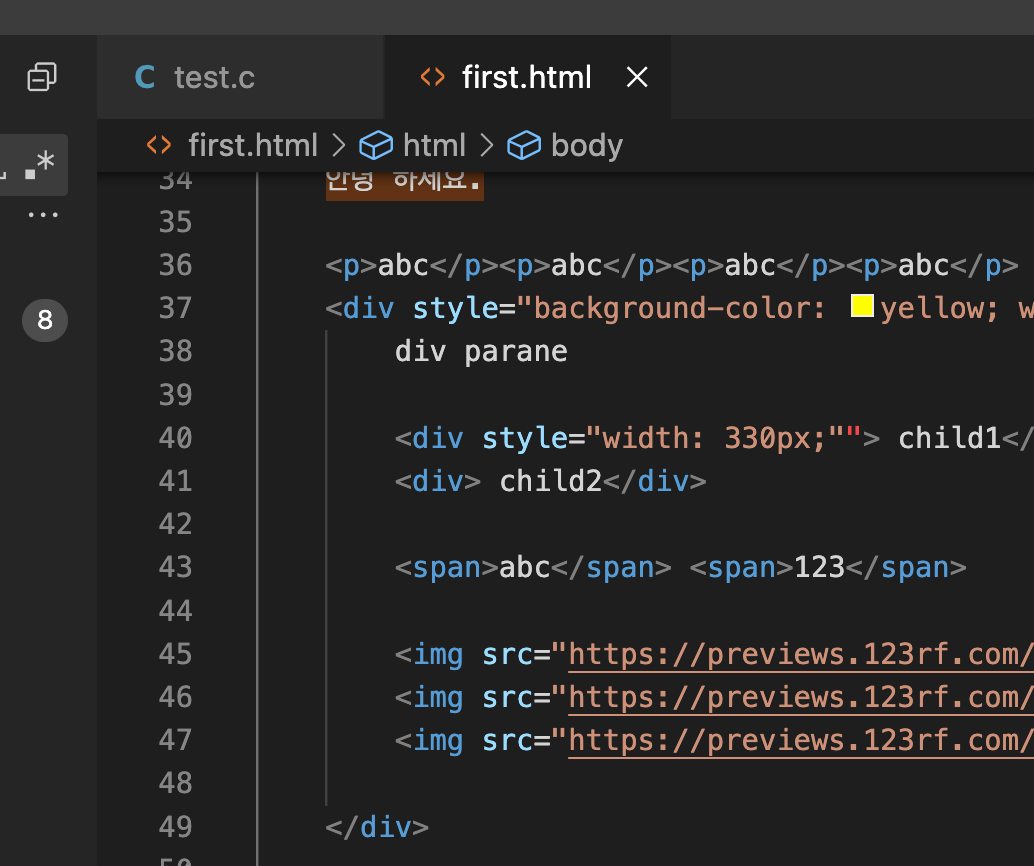 test.c
first.html
first.html > html > body
.*
...
8
34 안녕 하세요.
35
36 <p>abc</p><p>abc</p><p>abc</p><p>abc</p>
37 <div style="background-color: yellow; w
38 div parane
39
40 <div style="width: 330px;""> child1</
41 <div> child2</div>
42
43 <span>abc</span> <span>123</span>
44
45 <img src="https://previews.123rf.com/
46 <img src="https://previews.123rf.com/
47 <img src="https://previews.123rf.com/
48
49 </div>
50